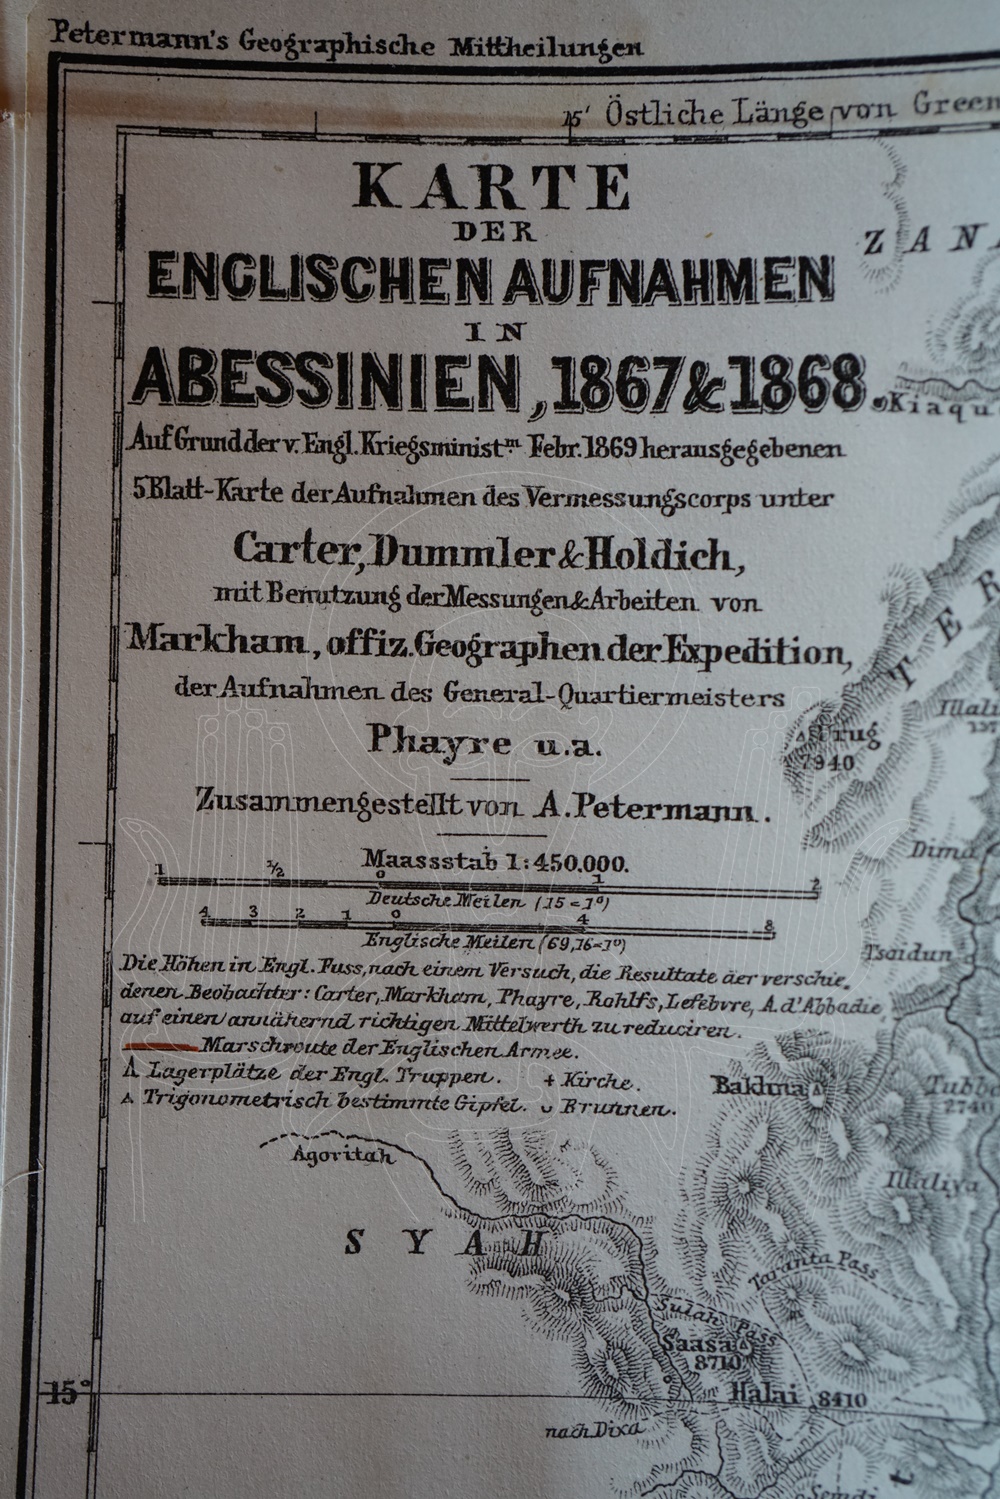 Petermann's Geographische Mittheilungen
15' Östliche Länge von Green
KARTE
DER
ENGLISCHEN AUFNAHMEN
IN
ABESSINIEN, 1867 & 1868.
Auf Grund der v. Engl. Kriegsminist.m Febr. 1869 herausgegebenen
5 Blatt-Karte der Aufnahmen des Vermessungscorps unter
Carter, Dummler & Holdich,
mit Benutzung der Messungen & Arbeiten von
Markham, offiz. Geographen der Expedition,
der Aufnahmen des General-Quartiermeisters
Phayre u. a.
Zusammengestellt von A. Petermann.
Maassstab 1:450.000.
1 ½ 0 1 2
Deutsche Meilen (15 = 1°)
4 3 2 1 0 4 8
Englische Meilen (69,16=1°)
Die Höhen in Engl. Fuss, nach einem Versuch, die Resultate der verschie-
denen Beobachter: Carter, Markham, Phayre, Rohlfs, Lefèbvre, A. d'Abbadie,
auf einen annähernd richtigen Mittelwerth zu reduciren.
Marschroute der Englischen Armee.
Lagerplätze der Engl. Truppen. + Kirche.
Trigonometrisch bestimmte Gipfel. Brunnen.
ZAN
Kiaqu
TER
Illali
Urug
7940
Dima
Tsaidun
Bakhna
Tubbo
2740
Illaliya
Agoritah
SYAH
Taranta Pass
Sulah Pass
Saasa
8710
15°
Halai 8410
nach Dixa
Semdi